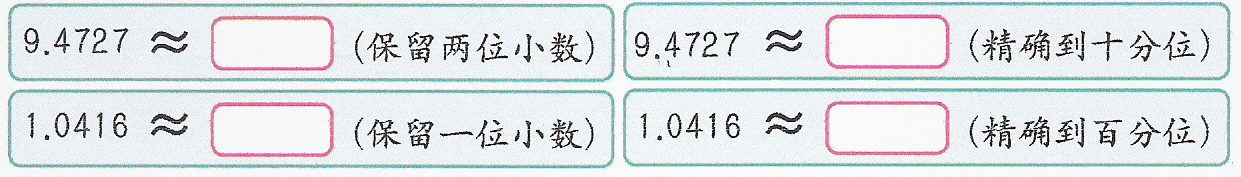 9.4727 ≈ (保留两位小数) 9.4727 ≈ (精确到十分位)
1.0416 ≈ (保留一位小数) 1.0416 ≈ (精确到百分位)